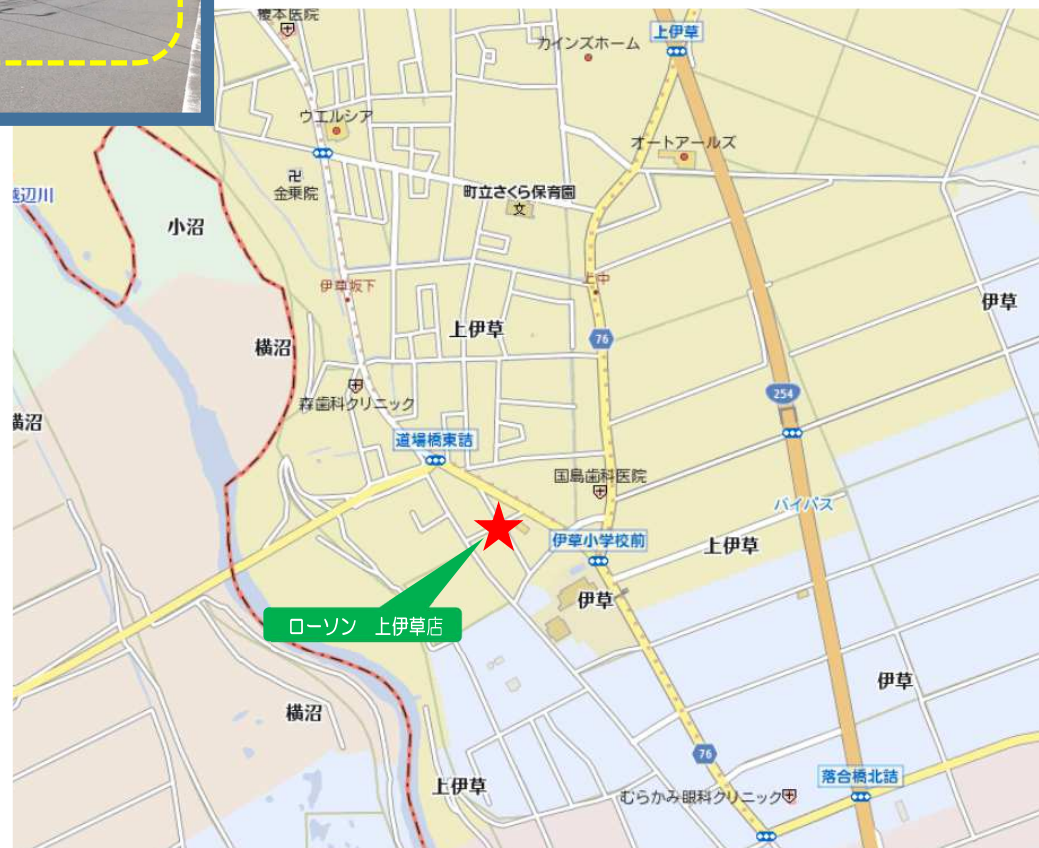 榎本医院
カインズホーム
上伊草
ウエルシア
オートアールズ
金乗院
町立さくら保育園
文
越辺川
小沼
伊草坂下
上中
伊草
上伊草
76
横沼
254
森歯科クリニック
横沼
道場橋東詰
国島歯科医院
バイパス
伊草小学校前
上伊草
伊草
ローソン 上伊草店
伊草
横沼
76
上伊草
落合橋北詰
むらかみ眼科クリニック